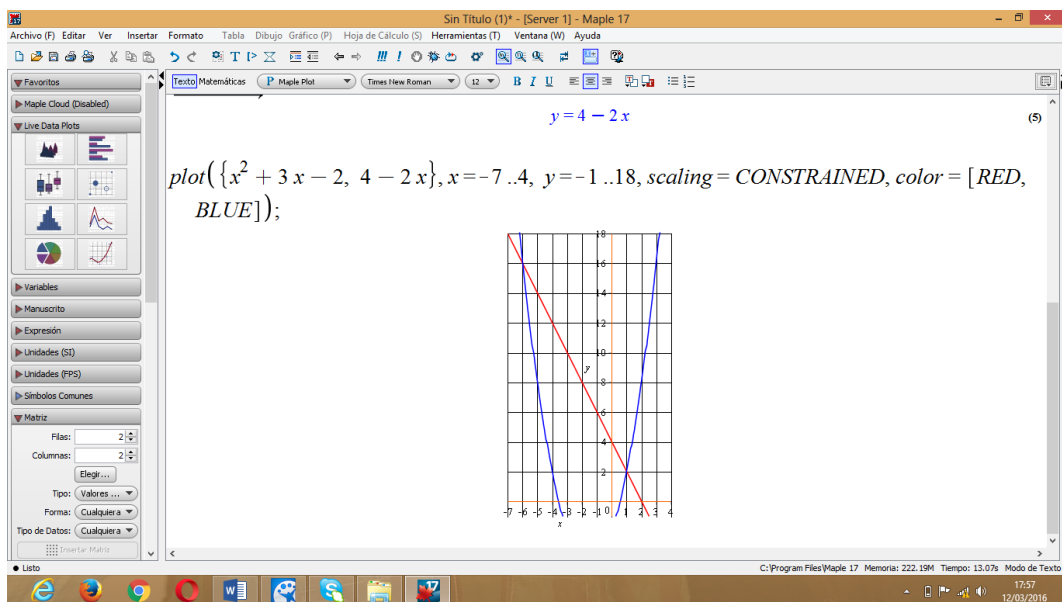 Sin Título (1)* - [Server 1] - Maple 17
Archivo (F) Editar Ver Insertar Formato Tabla Dibujo Gráfico (P) Hoja de Cálculo (S) Herramientas (T) Ventana (W) Ayuda
Texto Matemáticas P Maple Plot Times New Roman 12 B I U
Favoritos
Maple Cloud (Disabled)
Live Data Plots
Variables
Manuscrito
Expresión
Unidades (SI)
Unidades (FPS)
Símbolos Comunes
Matriz
Filas: 2
Columnas: 2
Elegir...
Tipo: Valores ...
Forma: Cualquiera
Tipo de Datos: Cualquiera
Insertar Matriz
y = 4 − 2 x (5)
plot({x² + 3 x − 2, 4 − 2 x}, x = −7 ..4, y = −1 ..18, scaling = CONSTRAINED, color = [RED,
BLUE]);
18
16
14
12
10
y
8
6
4
2
-7 -6 -5 -4 -3 -2 -1 0 1 2 3 4
x
Listo C:\Program Files\Maple 17 Memoria: 222.19M Tiempo: 13.07s Modo de Texto
17:57
12/03/2016